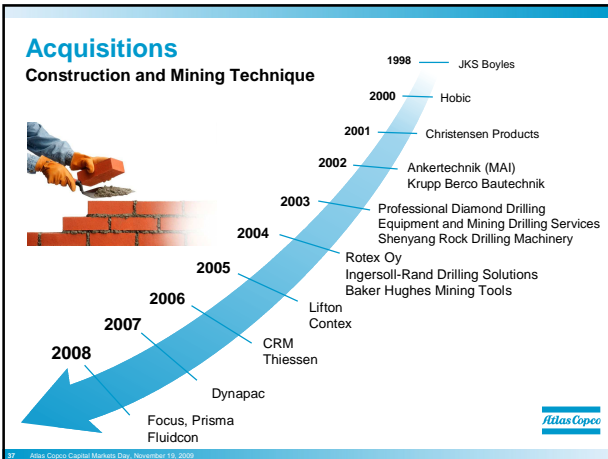 Acquisitions
Construction and Mining Technique
1998
JKS Boyles
2000
Hobic
2001
Christensen Products
2002
Ankertechnik (MAI)
Krupp Berco Bautechnik
2003
Professional Diamond Drilling
Equipment and Mining Drilling Services
Shenyang Rock Drilling Machinery
2004
Rotex Oy
Ingersoll-Rand Drilling Solutions
Baker Hughes Mining Tools
2005
Lifton
Contex
2006
CRM
Thiessen
2007
Dynapac
2008
Focus, Prisma
Fluidcon
Atlas Copco
37 Atlas Copco Capital Markets Day, November 19, 2009